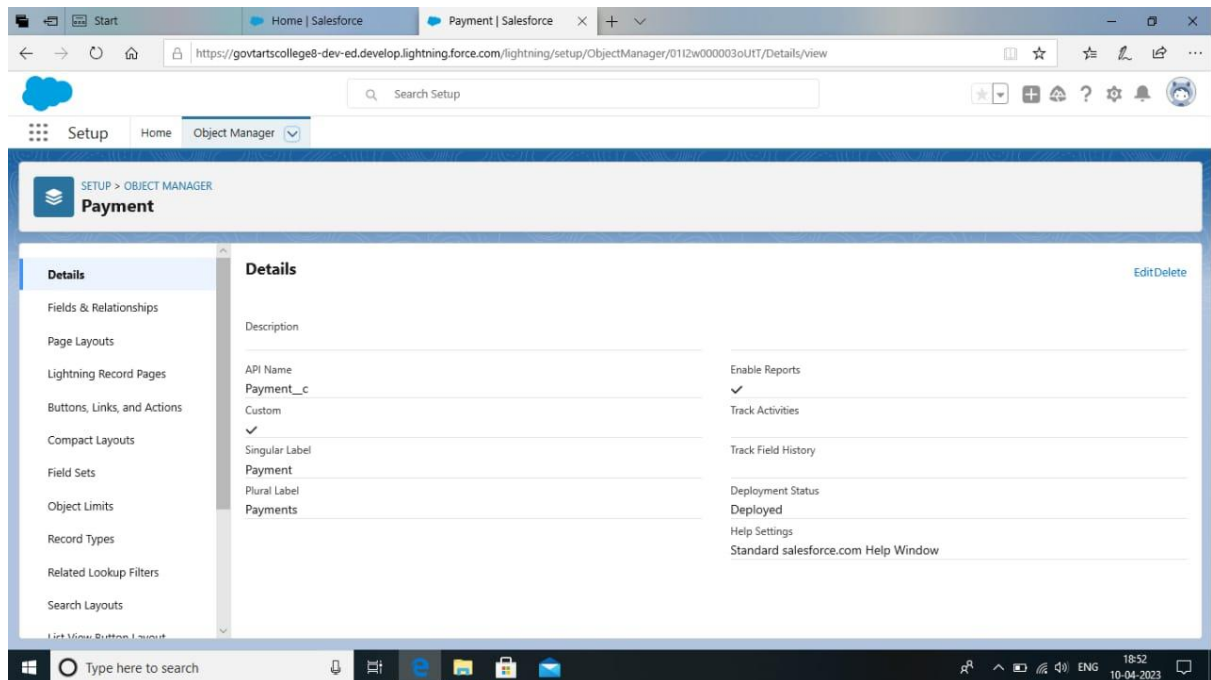 Start
Home | Salesforce
Payment | Salesforce
https://govtartscollege8-dev-ed.develop.lightning.force.com/lightning/setup/ObjectManager/01I2w000003oUtT/Details/view
Search Setup
Setup
Home
Object Manager
SETUP > OBJECT MANAGER
Payment
Details
Fields & Relationships
Page Layouts
Lightning Record Pages
Buttons, Links, and Actions
Compact Layouts
Field Sets
Object Limits
Record Types
Related Lookup Filters
Search Layouts
List View Button Layout
Details
EditDelete
Description
API Name
Payment__c
Custom
Singular Label
Payment
Plural Label
Payments
Enable Reports
Track Activities
Track Field History
Deployment Status
Deployed
Help Settings
Standard salesforce.com Help Window
Type here to search
ENG
18:52
10-04-2023